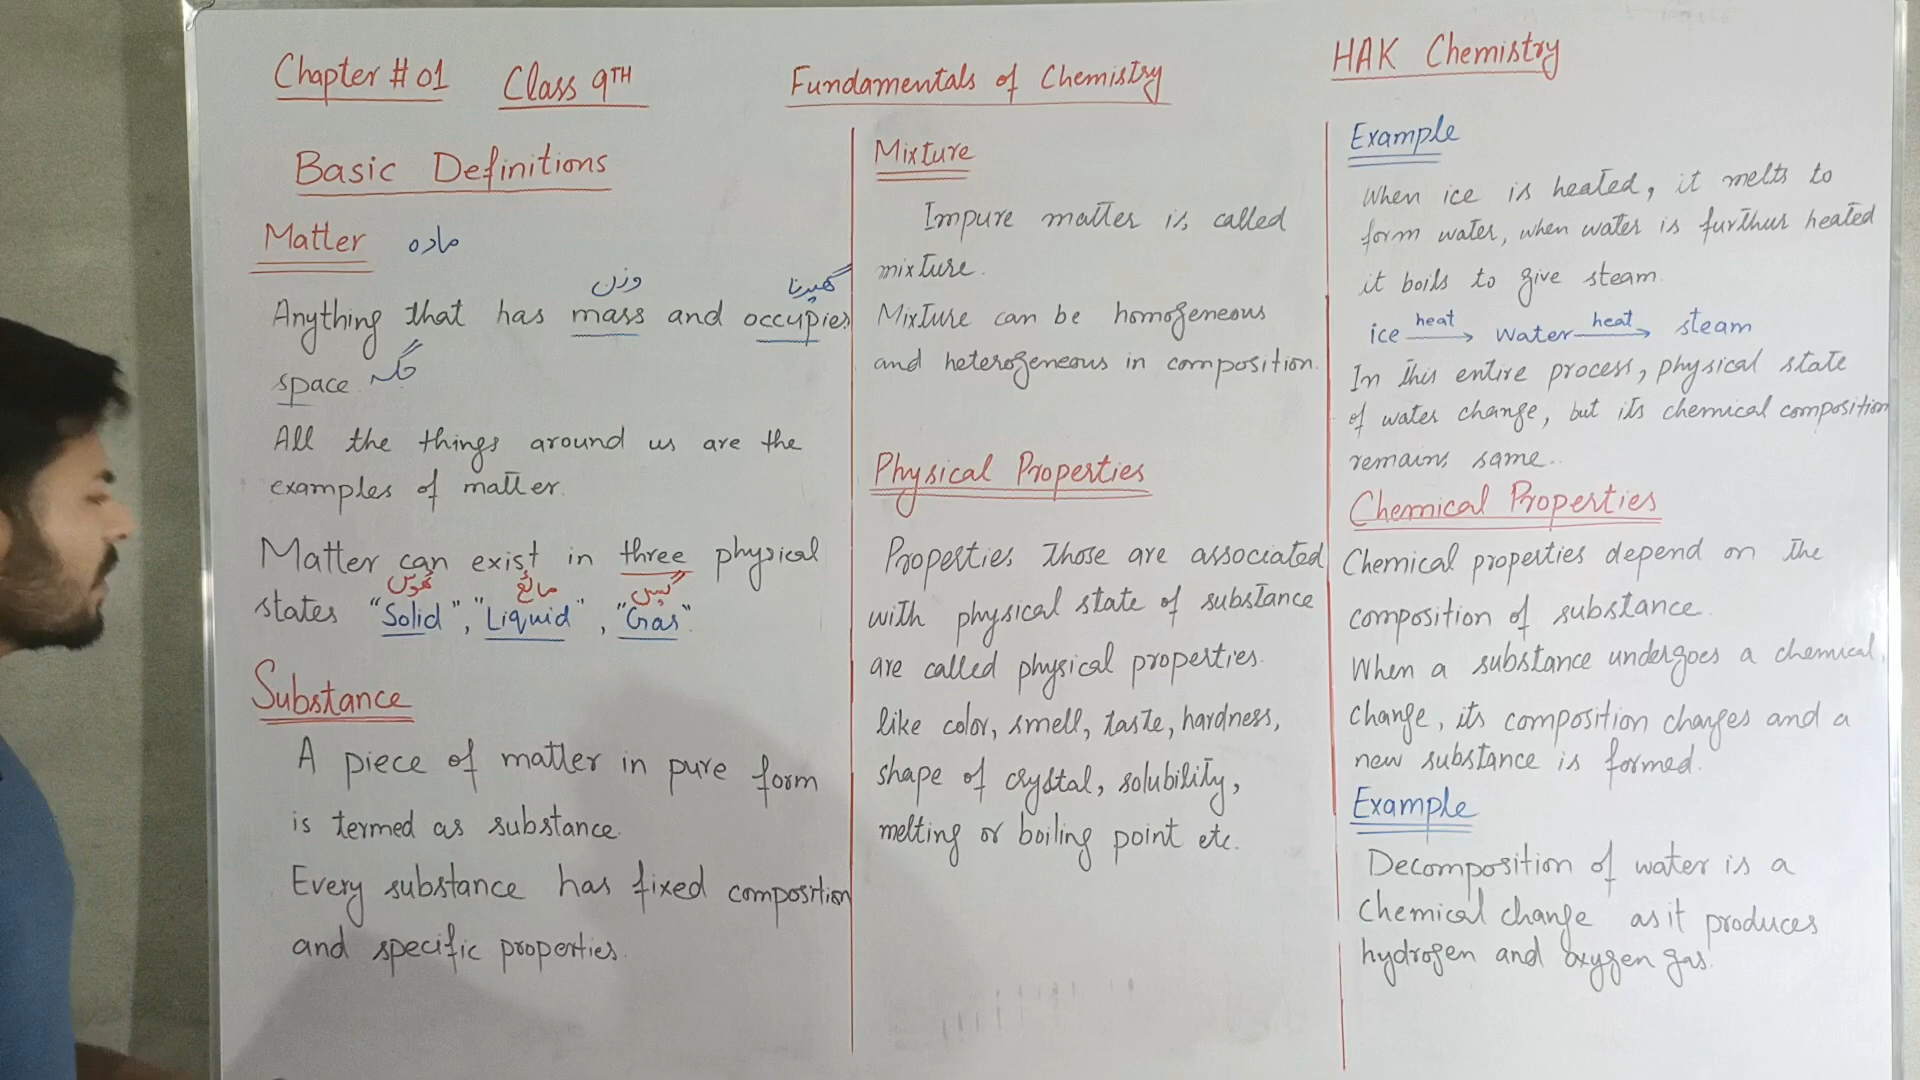 Chapter # 01 Class 9TH Fundamentals of Chemistry HAK Chemistry
Basic Definitions
Matter مادہ
وزن گھیرنا
Anything that has mass and occupies
space جگہ
All the things around us are the
examples of matter.
Matter can exist in three physical
ٹھوس مائع گیس
states "Solid", "Liquid", "Gas".
Substance
A piece of matter in pure form
is termed as substance.
Every substance has fixed composition
and specific properties.
Mixture
Impure matter is called
mixture.
Mixture can be homogeneous
and heterogeneous in composition.
Physical Properties
Properties those are associated
with physical state of substance
are called physical properties.
like color, smell, taste, hardness,
shape of crystal, solubility,
melting or boiling point etc.
Example
When ice is heated, it melts to
form water, when water is furthur heated
it boils to give steam.
heat heat
ice → water → steam
In this entire process, physical state
of water change, but its chemical composition
remains same..
Chemical Properties
Chemical properties depend on the
composition of substance.
When a substance undergoes a chemical
change, its composition changes and a
new substance is formed.
Example
Decomposition of water is a
chemical change as it produces
hydrogen and oxygen gas.